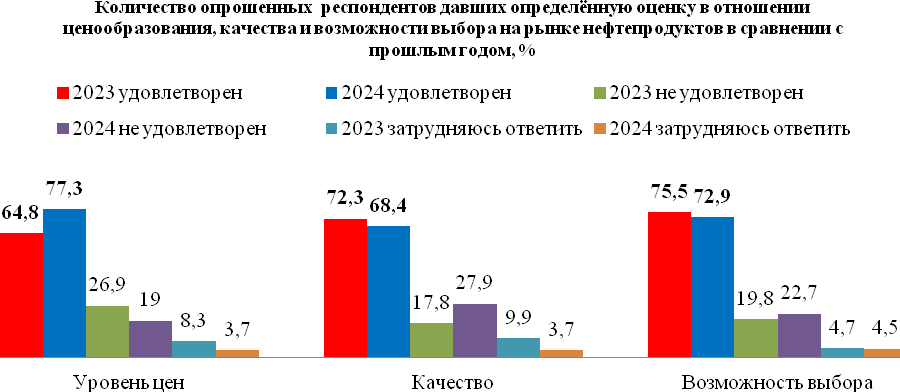 Количество опрошенных респондентов давших определённую оценку в отношении
ценообразования, качества и возможности выбора на рынке нефтепродуктов в сравнении с
прошлым годом, %
2023 удовлетворен
2024 удовлетворен
2023 не удовлетворен
2024 не удовлетворен
2023 затрудняюсь ответить
2024 затрудняюсь ответить
64,8
77,3
26,9
19
8,3
3,7
72,3
68,4
17,8
27,9
9,9
3,7
75,5
72,9
19,8
22,7
4,7
4,5
Уровень цен
Качество
Возможность выбора